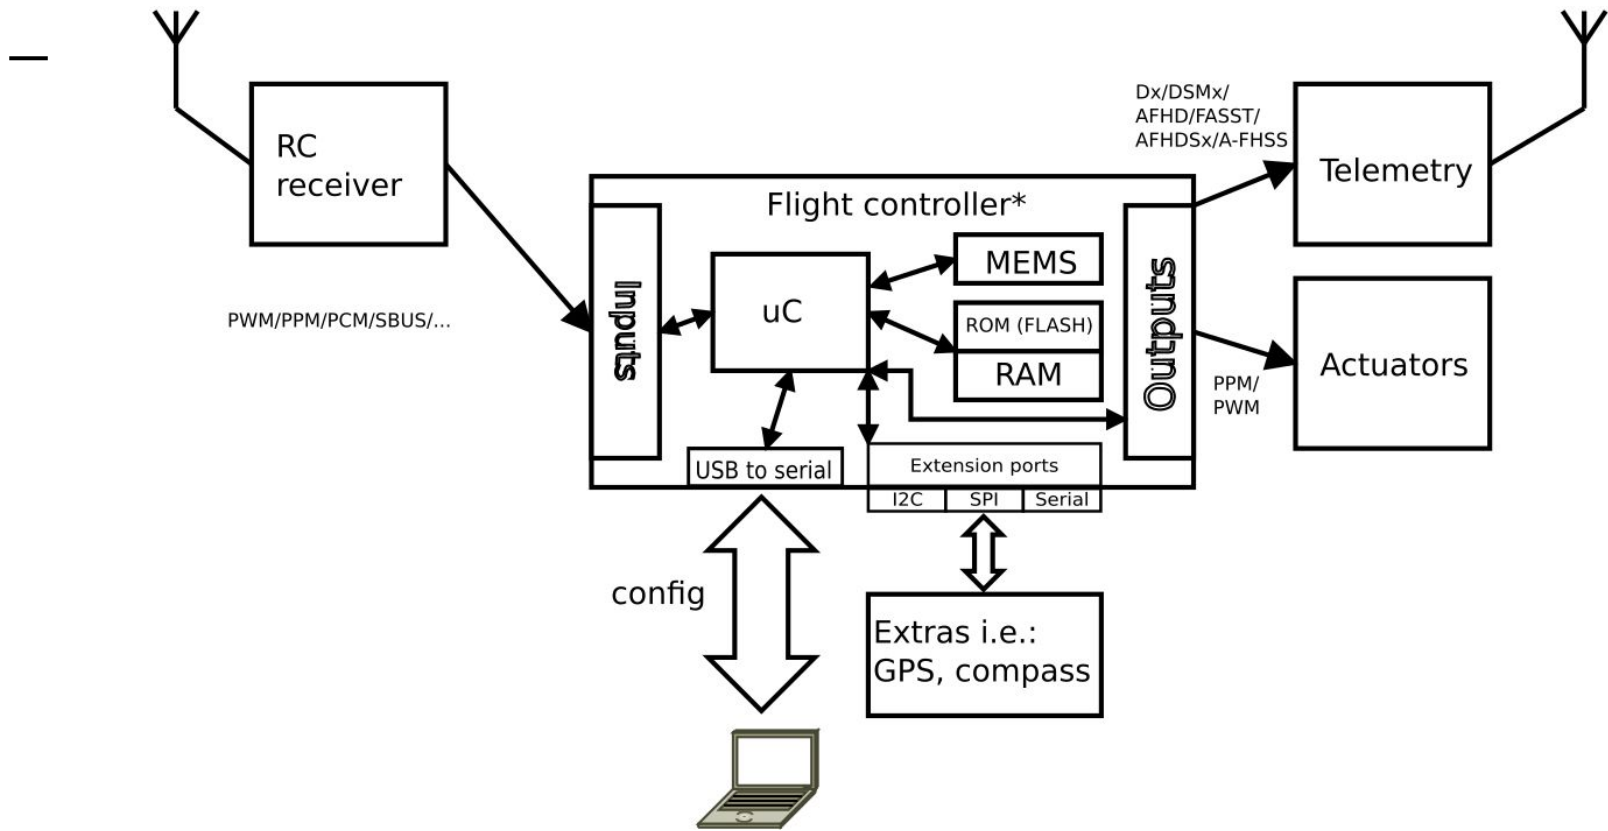 RC
receiver
PWM/PPM/PCM/SBUS/...
Flight controller*
Inputs
uC
MEMS
ROM (FLASH)
RAM
Outputs
USB to serial
Extension ports
I2C
SPI
Serial
Dx/DSMx/
AFHD/FASST/
AFHDSx/A-FHSS
Telemetry
PPM/
PWM
Actuators
config
Extras i.e.:
GPS, compass